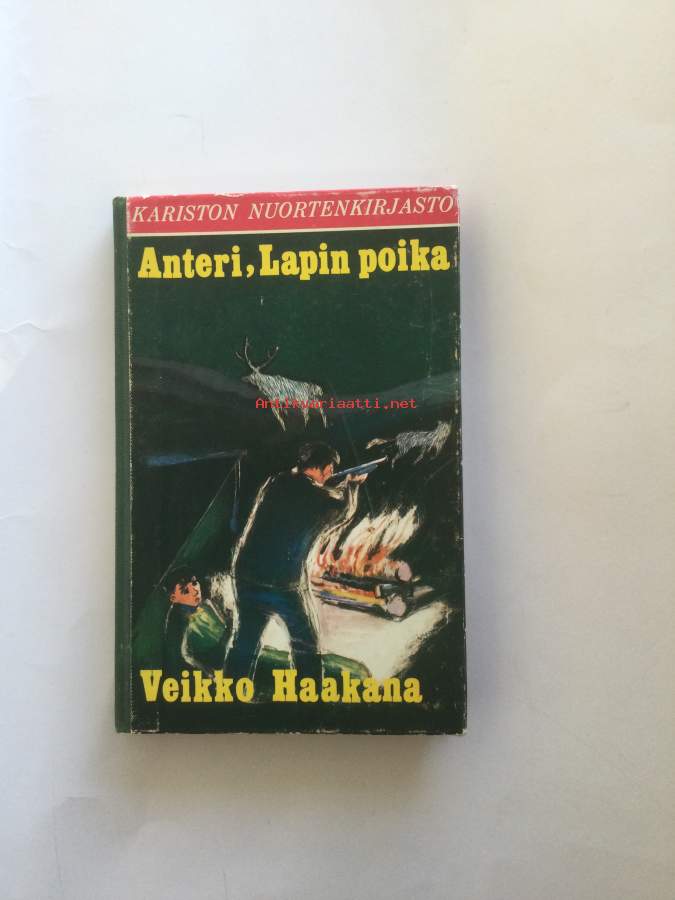 KARISTON NUORTENKIRJASTO
Anteri, Lapin poika
Antikvariaatti.net
Veikko Haakana